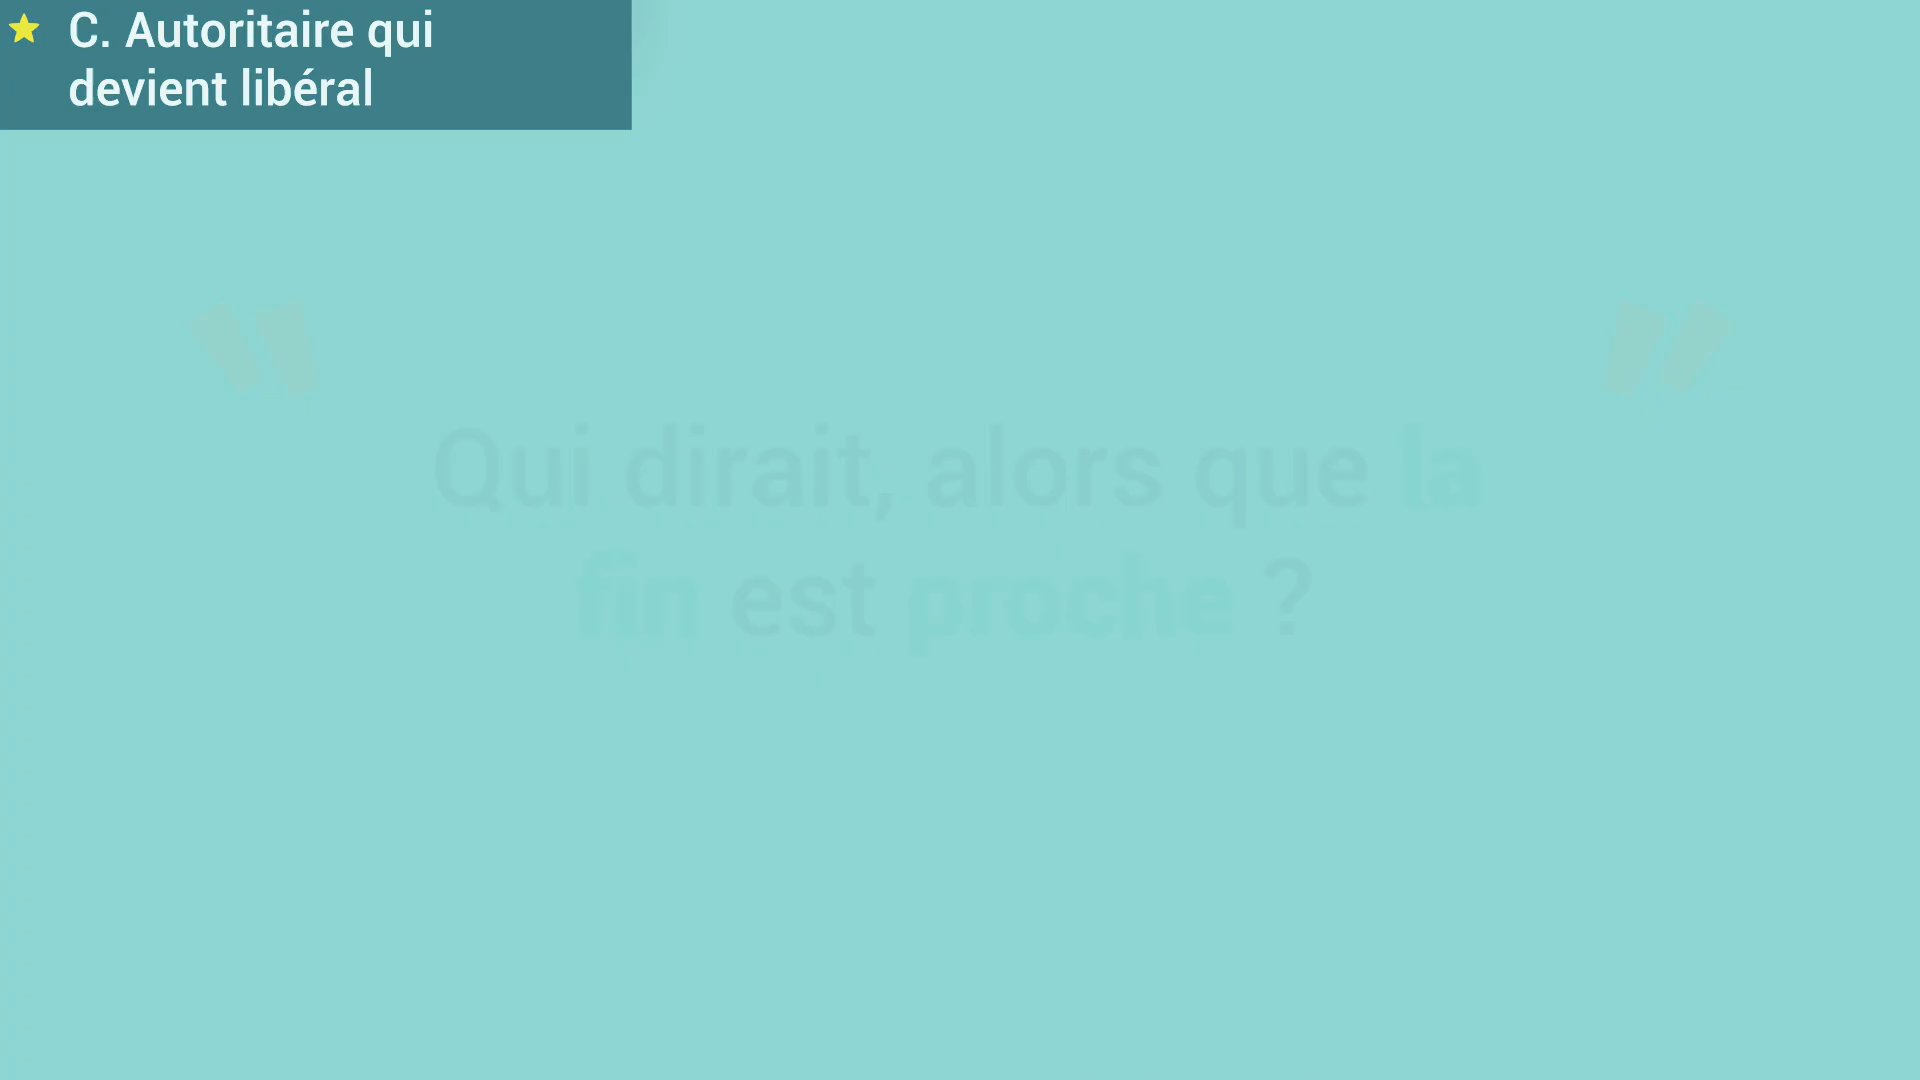 C. Autoritaire qui
devient libéral
Qui dirait, alors que la
fin est proche ?